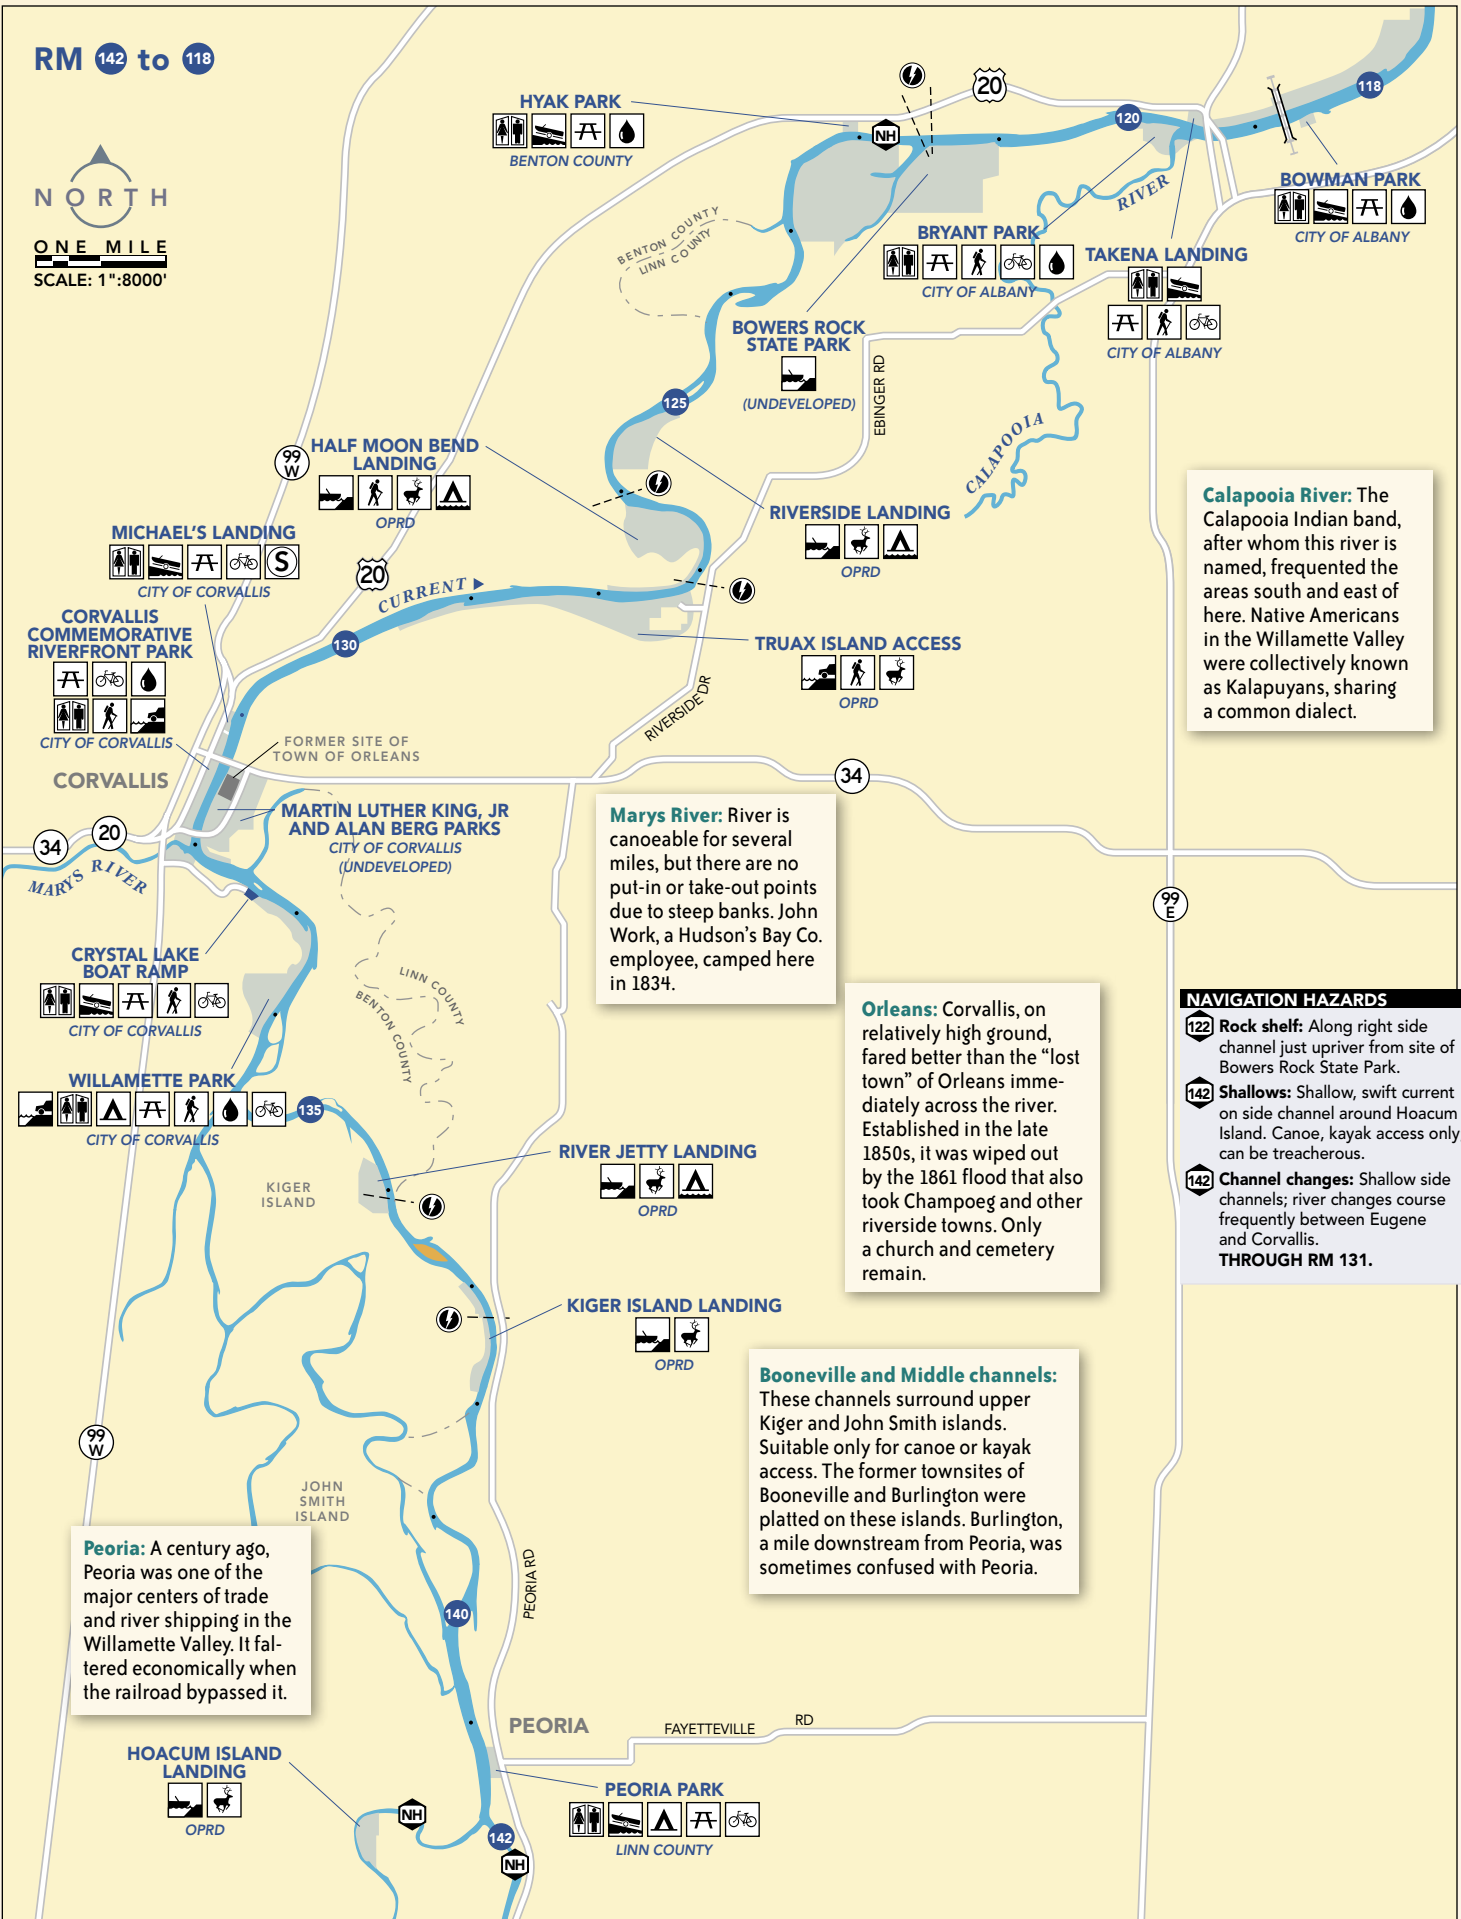 RM 142 to 118
NORTH
ONE MILE
SCALE: 1":8000'
HYAK PARK
BENTON COUNTY
20
NH
120
118
BOWMAN PARK
CITY OF ALBANY
RIVER
BRYANT PARK
CITY OF ALBANY
TAKENA LANDING
CITY OF ALBANY
BENTON COUNTY
LINN COUNTY
BOWERS ROCK
STATE PARK
(UNDEVELOPED)
EBINGER RD
125
CALAPOOIA
99
W
HALF MOON BEND
LANDING
OPRD
RIVERSIDE LANDING
OPRD
MICHAEL'S LANDING
S
CITY OF CORVALLIS
20
CURRENT
CORVALLIS
COMMEMORATIVE
RIVERFRONT PARK
CITY OF CORVALLIS
130
TRUAX ISLAND ACCESS
OPRD
RIVERSIDE DR
Calapooia River: The
Calapooia Indian band,
after whom this river is
named, frequented the
areas south and east of
here. Native Americans
in the Willamette Valley
were collectively known
as Kalapuyans, sharing
a common dialect.
FORMER SITE OF
TOWN OF ORLEANS
CORVALLIS
34
MARTIN LUTHER KING, JR
AND ALAN BERG PARKS
CITY OF CORVALLIS
(UNDEVELOPED)
34
20
MARYS RIVER
Marys River: River is
canoeable for several
miles, but there are no
put-in or take-out points
due to steep banks. John
Work, a Hudson's Bay Co.
employee, camped here
in 1834.
99
E
CRYSTAL LAKE
BOAT RAMP
CITY OF CORVALLIS
LINN COUNTY
BENTON COUNTY
Orleans: Corvallis, on
relatively high ground,
fared better than the “lost
town” of Orleans imme-
diately across the river.
Established in the late
1850s, it was wiped out
by the 1861 flood that also
took Champoeg and other
riverside towns. Only
a church and cemetery
remain.
NAVIGATION HAZARDS
122 Rock shelf: Along right side
channel just upriver from site of
Bowers Rock State Park.
142 Shallows: Shallow, swift current
on side channel around Hoacum
Island. Canoe, kayak access only
can be treacherous.
142 Channel changes: Shallow side
channels; river changes course
frequently between Eugene
and Corvallis.
THROUGH RM 131.
WILLAMETTE PARK
CITY OF CORVALLIS
135
RIVER JETTY LANDING
OPRD
KIGER
ISLAND
KIGER ISLAND LANDING
OPRD
Booneville and Middle channels:
These channels surround upper
Kiger and John Smith islands.
Suitable only for canoe or kayak
access. The former townsites of
Booneville and Burlington were
platted on these islands. Burlington,
a mile downstream from Peoria, was
sometimes confused with Peoria.
99
W
JOHN
SMITH
ISLAND
Peoria: A century ago,
Peoria was one of the
major centers of trade
and river shipping in the
Willamette Valley. It fal-
tered economically when
the railroad bypassed it.
PEORIA RD
140
PEORIA
FAYETTEVILLE RD
HOACUM ISLAND
LANDING
OPRD
NH
PEORIA PARK
LINN COUNTY
142
NH